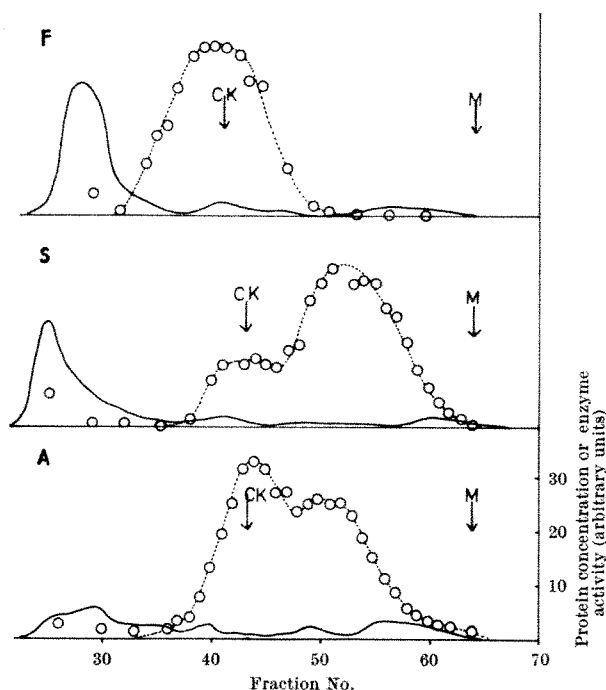 F
CK
M
S
CK
M
A
CK
M
30
20
10
30
40
50
60
70
Fraction No.
Protein concentration or enzyme
activity (arbitrary units)